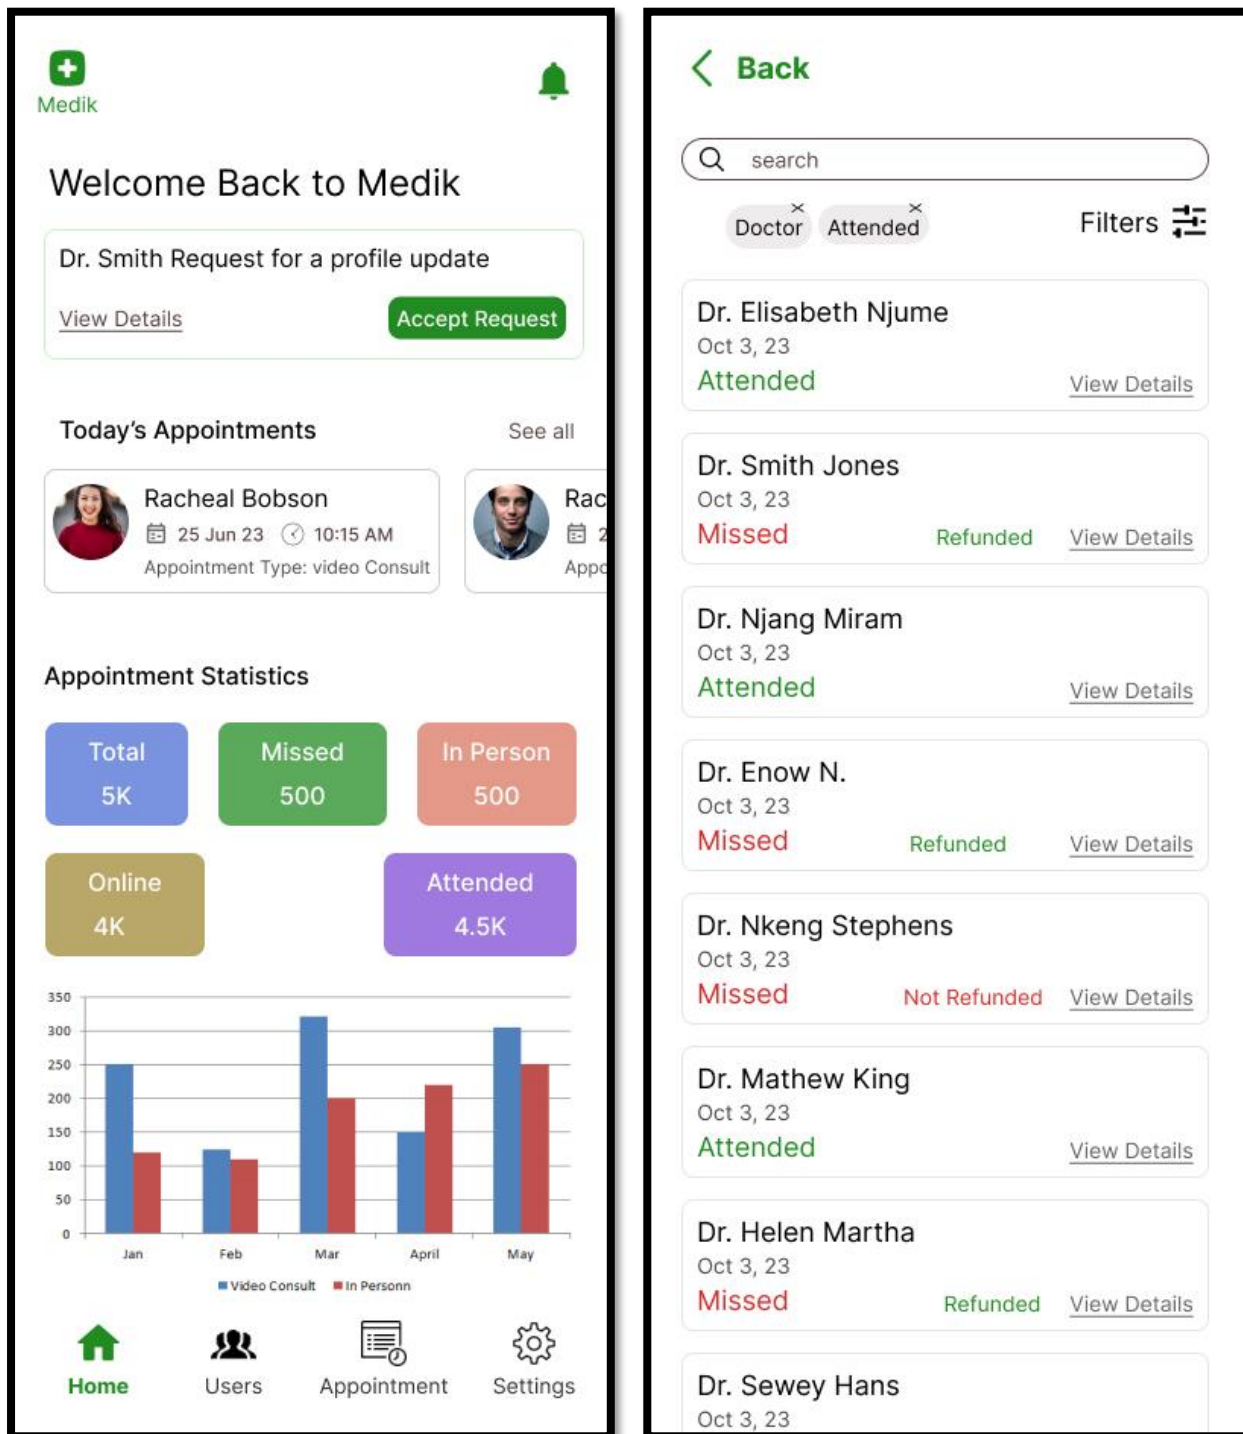 Medik
Welcome Back to Medik
Dr. Smith Request for a profile update
View Details
Accept Request
Today's Appointments
See all
Racheal Bobson
25 Jun 23
10:15 AM
Appointment Type: video Consult
Rac
2
Appo
Appointment Statistics
Total
5K
Missed
500
In Person
500
Online
4K
Attended
4.5K
350
300
250
200
150
100
50
0
Jan
Feb
Mar
April
May
Video Consult
In Personn
Home
Users
Appointment
Settings
Back
search
Doctor
Attended
Filters
Dr. Elisabeth Njume
Oct 3, 23
Attended
View Details
Dr. Smith Jones
Oct 3, 23
Missed
Refunded
View Details
Dr. Njang Miram
Oct 3, 23
Attended
View Details
Dr. Enow N.
Oct 3, 23
Missed
Refunded
View Details
Dr. Nkeng Stephens
Oct 3, 23
Missed
Not Refunded
View Details
Dr. Mathew King
Oct 3, 23
Attended
View Details
Dr. Helen Martha
Oct 3, 23
Missed
Refunded
View Details
Dr. Sewey Hans
Oct 3, 23